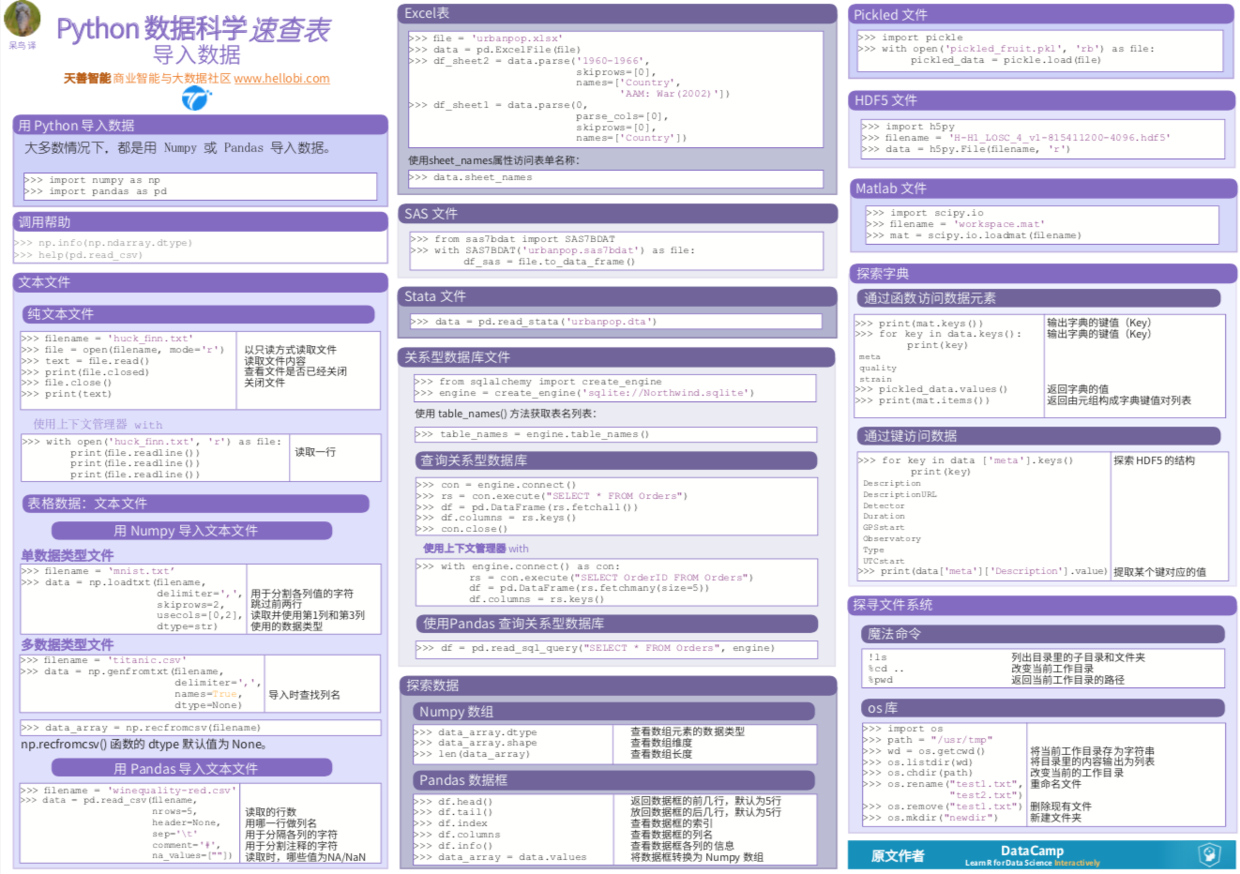 呆鸟 译
Python 数据科学 速查表
导入数据
天善智能 商业智能与大数据社区 www.hellobi.com
用 Python 导入数据
大多数情况下，都是用 Numpy 或 Pandas 导入数据。
>>> import numpy as np
>>> import pandas as pd
调用帮助
>>> np.info(np.ndarray.dtype)
>>> help(pd.read_csv)
文本文件
纯文本文件
>>> filename = 'huck_finn.txt'
>>> file = open(filename, mode='r') 以只读方式读取文件
>>> text = file.read() 读取文件内容
>>> print(file.closed) 查看文件是否已经关闭
>>> file.close() 关闭文件
>>> print(text)
使用上下文管理器 with
>>> with open('huck_finn.txt', 'r') as file:
print(file.readline()) 读取一行
print(file.readline())
print(file.readline())
表格数据：文本文件
用 Numpy 导入文本文件
单数据类型文件
>>> filename = 'mnist.txt'
>>> data = np.loadtxt(filename,
delimiter=',', 用于分割各列值的字符
skiprows=2, 跳过前两行
usecols=[0,2], 读取并使用第1列和第3列
dtype=str) 使用的数据类型
多数据类型文件
>>> filename = 'titanic.csv'
>>> data = np.genfromtxt(filename,
delimiter=',',
names=True, 导入时查找列名
dtype=None)
>>> data_array = np.recfromcsv(filename)
np.recfromcsv() 函数的 dtype 默认值为 None。
用 Pandas 导入文本文件
>>> filename = 'winequality-red.csv'
>>> data = pd.read_csv(filename,
nrows=5, 读取的行数
header=None, 用哪一行做列名
sep='\t' 用于分隔各列的字符
comment='#', 用于分割注释的字符
na_values=[""]) 读取时，哪些值为NA/NaN
Excel表
>>> file = 'urbanpop.xlsx'
>>> data = pd.ExcelFile(file)
>>> df_sheet2 = data.parse('1960-1966',
skiprows=[0],
names=['Country',
'AAM: War(2002)'])
>>> df_sheet1 = data.parse(0,
parse_cols=[0],
skiprows=[0],
names=['Country'])
使用sheet_names属性访问表单名称：
>>> data.sheet_names
SAS 文件
>>> from sas7bdat import SAS7BDAT
>>> with SAS7BDAT('urbanpop.sas7bdat') as file:
df_sas = file.to_data_frame()
Stata 文件
>>> data = pd.read_stata('urbanpop.dta')
关系型数据库文件
>>> from sqlalchemy import create_engine
>>> engine = create_engine('sqlite://Northwind.sqlite')
使用 table_names() 方法获取表名列表：
>>> table_names = engine.table_names()
查询关系型数据库
>>> con = engine.connect()
>>> rs = con.execute("SELECT * FROM Orders")
>>> df = pd.DataFrame(rs.fetchall())
>>> df.columns = rs.keys()
>>> con.close()
使用上下文管理器 with
>>> with engine.connect() as con:
rs = con.execute("SELECT OrderID FROM Orders")
df = pd.DataFrame(rs.fetchmany(size=5))
df.columns = rs.keys()
使用Pandas 查询关系型数据库
>>> df = pd.read_sql_query("SELECT * FROM Orders", engine)
探索数据
Numpy 数组
>>> data_array.dtype 查看数组元素的数据类型
>>> data_array.shape 查看数组维度
>>> len(data_array) 查看数组长度
Pandas 数据框
>>> df.head() 返回数据框的前几行，默认为5行
>>> df.tail() 放回数据框的后几行，默认为5行
>>> df.index 查看数据框的索引
>>> df.columns 查看数据框的列名
>>> df.info() 查看数据框各列的信息
>>> data_array = data.values 将数据框转换为 Numpy 数组
Pickled 文件
>>> import pickle
>>> with open('pickled_fruit.pkl', 'rb') as file:
pickled_data = pickle.load(file)
HDF5 文件
>>> import h5py
>>> filename = 'H-H1_LOSC_4_v1-815411200-4096.hdf5'
>>> data = h5py.File(filename, 'r')
Matlab 文件
>>> import scipy.io
>>> filename = 'workspace.mat'
>>> mat = scipy.io.loadmat(filename)
探索字典
通过函数访问数据元素
>>> print(mat.keys()) 输出字典的键值（Key）
>>> for key in data.keys(): 输出字典的键值（Key）
print(key)
meta
quality
strain
>>> pickled_data.values() 返回字典的值
>>> print(mat.items()) 返回由元组构成字典键值对列表
通过键访问数据
>>> for key in data ['meta'].keys() 探索 HDF5 的结构
print(key)
Description
DescriptionURL
Detector
Duration
GPSstart
Observatory
Type
UTCstart
>>> print(data['meta']['Description'].value) 提取某个键对应的值
探寻文件系统
魔法命令
!ls 列出目录里的子目录和文件夹
%cd .. 改变当前工作目录
%pwd 返回当前工作目录的路径
os 库
>>> import os
>>> path = "/usr/tmp"
>>> wd = os.getcwd() 将当前工作目录存为字符串
>>> os.listdir(wd) 将目录里的内容输出为列表
>>> os.chdir(path) 改变当前的工作目录
>>> os.rename("test1.txt", 重命名文件
"test2.txt")
>>> os.remove("test1.txt") 删除现有文件
>>> os.mkdir("newdir") 新建文件夹
原文作者 DataCamp
Learn R for Data Science Interactively